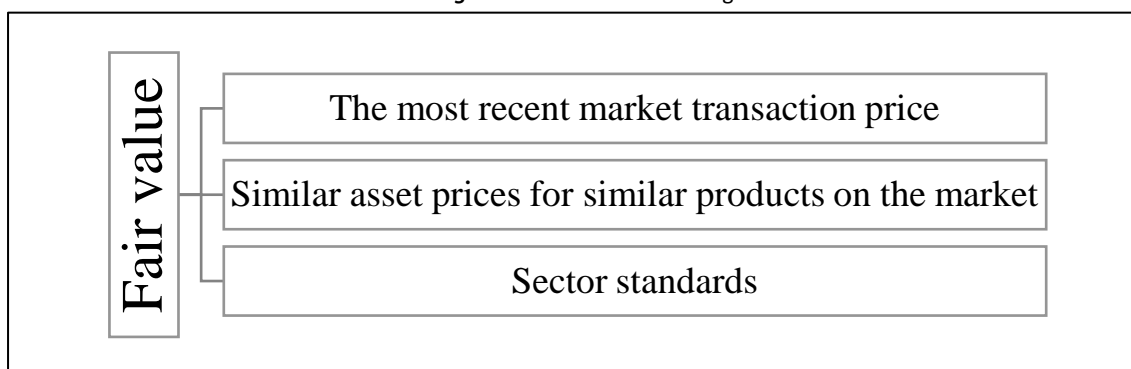 Fair value
The most recent market transaction price
Similar asset prices for similar products on the market
Sector standards